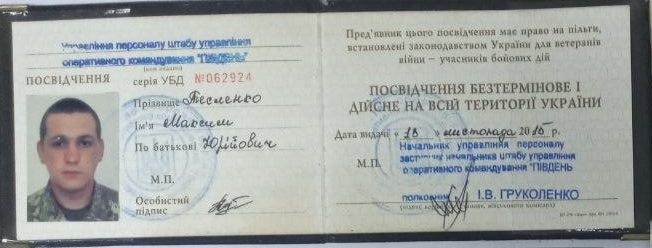 Управління персоналу штабу управління
оперативного командування "ПІВДЕНЬ"
ПОСВІДЧЕННЯ серія УБД №062924
Прізвище Тесленко
Ім'я Максим
По батькові Юрійович
М.П.
Особистий
підпис
Пред'явник цього посвідчення має право на пільги,
встановлені законодавством України для ветеранів
війни – учасників бойових дій
ПОСВІДЧЕННЯ БЕЗТЕРМІНОВЕ І
ДІЙСНЕ НА ВСІЙ ТЕРИТОРІЇ УКРАЇНИ
Дата видачі « 18 » листопада 2015 р.
Начальник управління персоналу
М.П. заступник начальника штабу управління
оперативного командування "ПІВДЕНЬ
полковник І.В. ГРУКОЛЕНКО